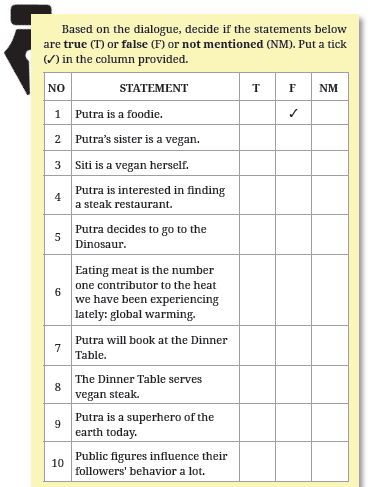 Based on the dialogue, decide if the statements below
are true (T) or false (F) or not mentioned (NM). Put a tick
(✓) in the column provided.
NO STATEMENT T F NM
1 Putra is a foodie. ✓
2 Putra's sister is a vegan.
3 Siti is a vegan herself.
4 Putra is interested in finding
a steak restaurant.
5 Putra decides to go to the
Dinosaur.
6 Eating meat is the number
one contributor to the heat
we have been experiencing
lately: global warming.
7 Putra will book at the Dinner
Table.
8 The Dinner Table serves
vegan steak.
9 Putra is a superhero of the
earth today.
10 Public figures influence their
followers' behavior a lot.